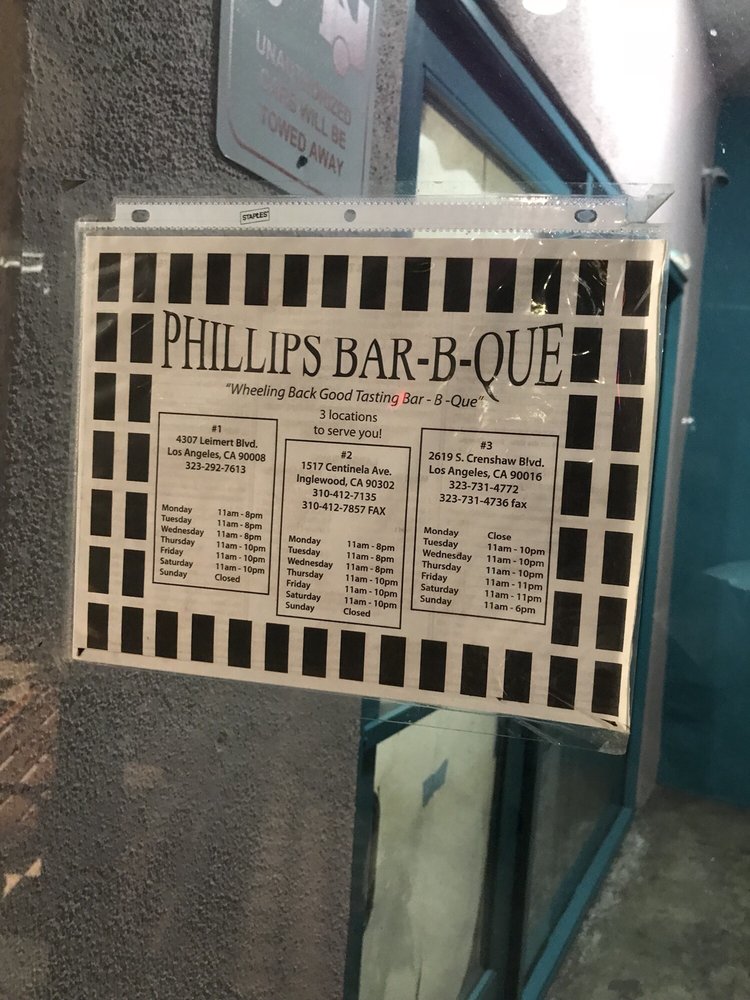 UNAUTHORIZED
CARS WILL BE
TOWED AWAY
STAPLES
PHILLIPS BAR-B-QUE
"Wheeling Back Good Tasting Bar - B -Que"
3 locations
to serve you!
#1
4307 Leimert Blvd.
Los Angeles, CA 90008
323-292-7613
Monday 11am - 8pm
Tuesday 11am - 8pm
Wednesday 11am - 8pm
Thursday 11am - 10pm
Friday 11am - 10pm
Saturday 11am - 10pm
Sunday Closed
#2
1517 Centinela Ave.
Inglewood, CA 90302
310-412-7135
310-412-7857 FAX
Monday 11am - 8pm
Tuesday 11am - 8pm
Wednesday 11am - 8pm
Thursday 11am - 10pm
Friday 11am - 10pm
Saturday 11am - 10pm
Sunday Closed
#3
2619 S. Crenshaw Blvd.
Los Angeles, CA 90016
323-731-4772
323-731-4736 fax
Monday Close
Tuesday 11am - 10pm
Wednesday 11am - 10pm
Thursday 11am - 10pm
Friday 11am - 11pm
Saturday 11am - 11pm
Sunday 11am - 6pm